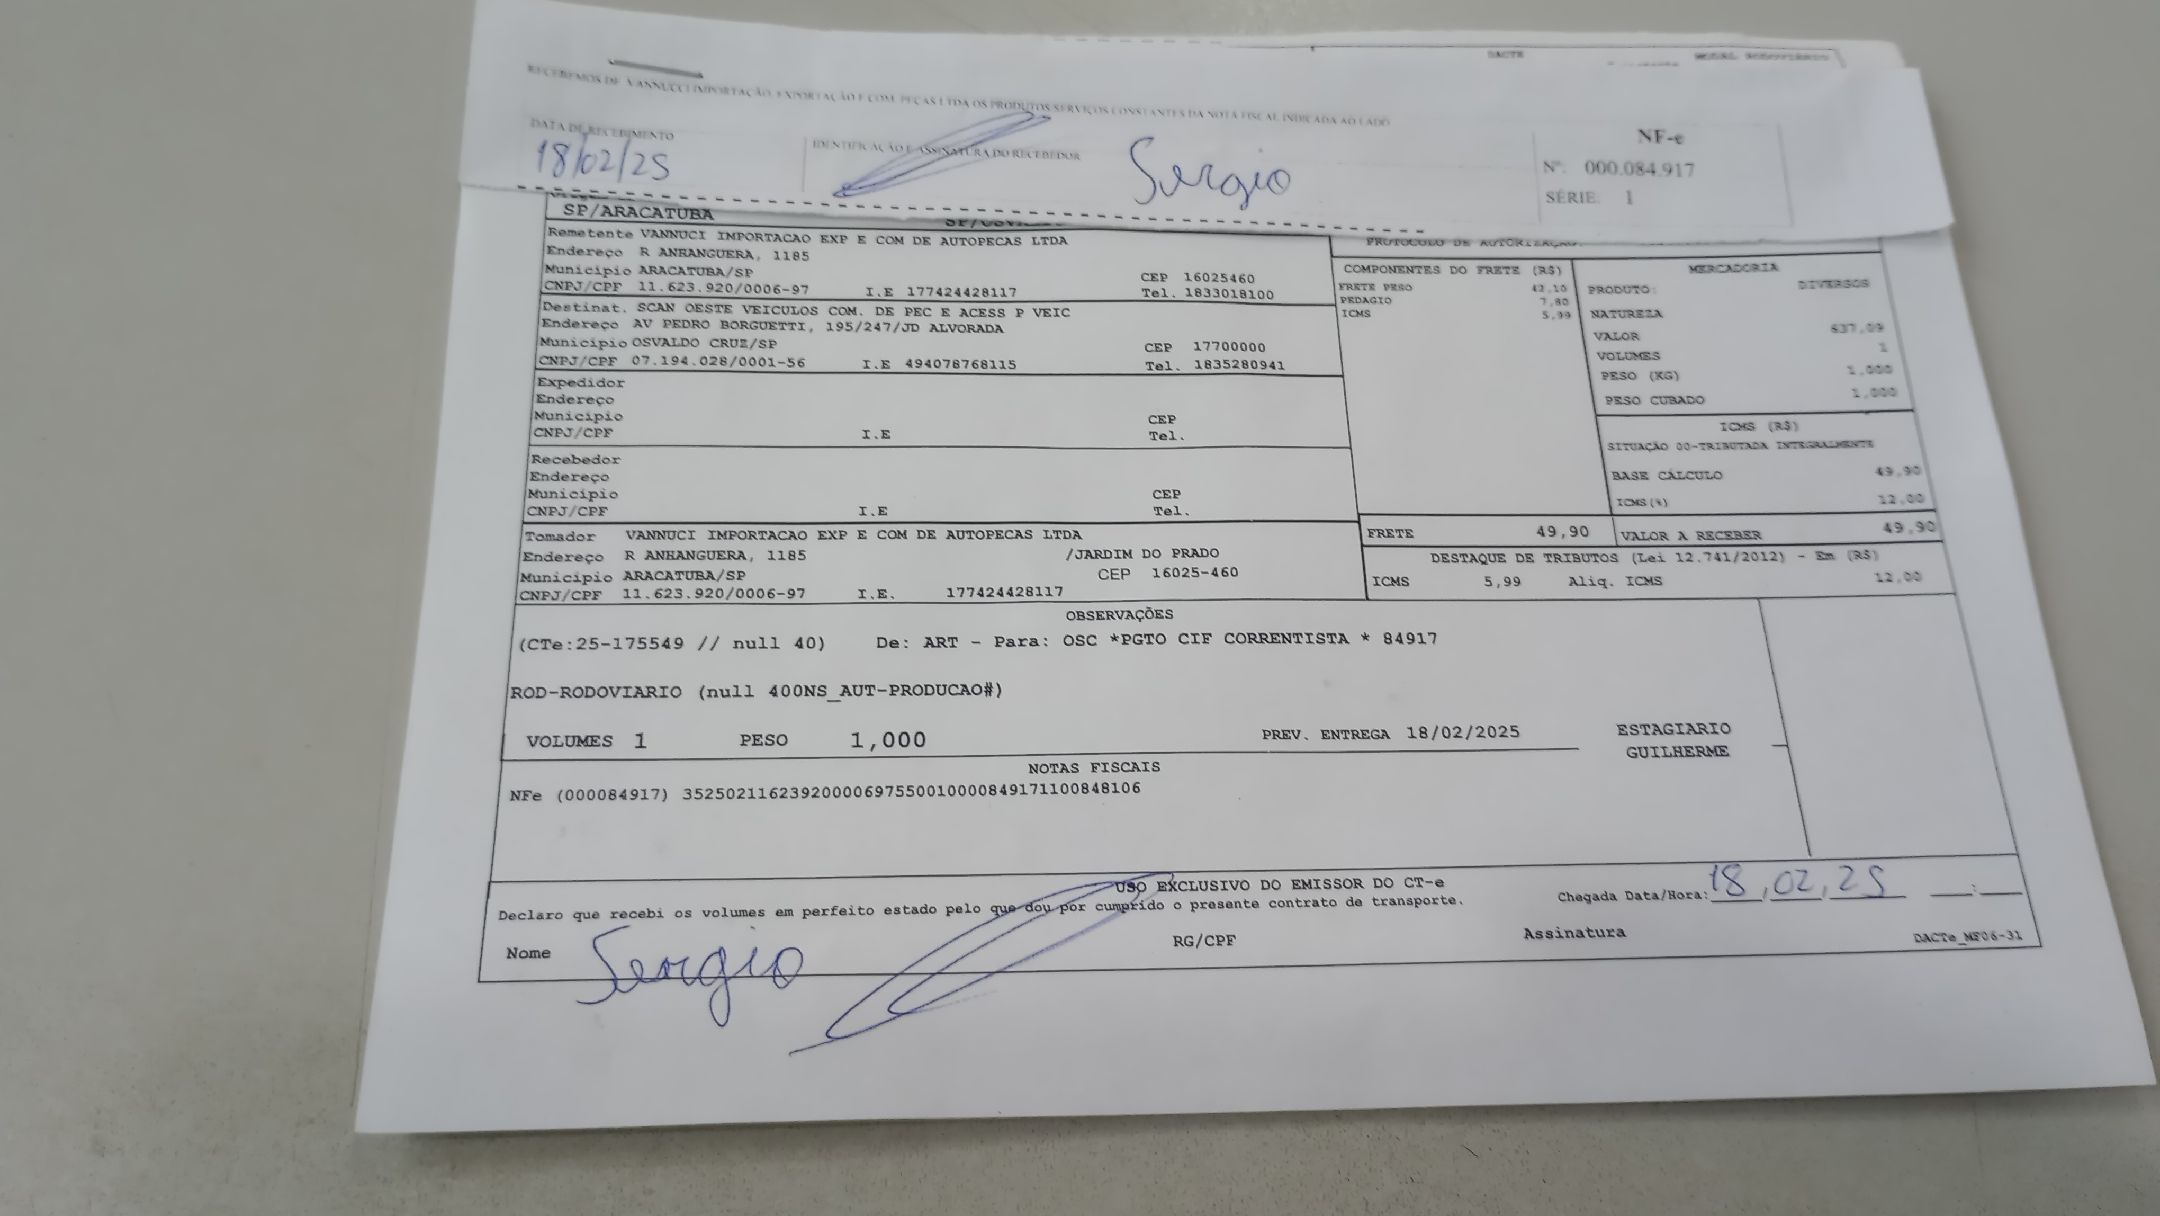 DACTE MODAL RODOVIÁRIO
RECEBEMOS DE VANNUCCI IMPORTAÇÃO, EXPORTAÇÃO E COM. PEÇAS LTDA OS PRODUTOS/SERVIÇOS CONSTANTES DA NOTA FISCAL INDICADA AO LADO
DATA DE RECEBIMENTO
18/02/25
IDENTIFICAÇÃO E ASSINATURA DO RECEBEDOR
Sergio
NF-e
Nº: 000.084.917
SÉRIE: 1
SP/ARACATUBA
Remetente VANNUCI IMPORTACAO EXP E COM DE AUTOPECAS LTDA
Endereço R ANHANGUERA, 1185
Município ARACATUBA/SP CEP 16025460
CNPJ/CPF 11.623.920/0006-97 I.E 177424428117 Tel. 1833018100
Destinat. SCAN OESTE VEICULOS COM. DE PEC E ACESS P VEIC
Endereço AV PEDRO BORGUETTI, 195/247/JD ALVORADA
Município OSVALDO CRUZ/SP CEP 17700000
CNPJ/CPF 07.194.028/0001-56 I.E 494078768115 Tel. 1835280941
Expedidor
Endereço
Município CEP
CNPJ/CPF I.E Tel.
Recebedor
Endereço
Município CEP
CNPJ/CPF I.E Tel.
Tomador VANNUCI IMPORTACAO EXP E COM DE AUTOPECAS LTDA
Endereço R ANHANGUERA, 1185 /JARDIM DO PRADO
Município ARACATUBA/SP CEP 16025-460
CNPJ/CPF 11.623.920/0006-97 I.E. 177424428117
PROTOCOLO DE AUTORIZAÇÃO:
COMPONENTES DO FRETE (R$)
FRETE PESO 42,10
PEDAGIO 7,80
ICMS 5,99
MERCADORIA
PRODUTO: DIVERSOS
NATUREZA
VALOR 637,09
VOLUMES 1
PESO (KG) 1,000
PESO CUBADO 1,000
ICMS (R$)
SITUAÇÃO 00-TRIBUTADA INTEGRALMENTE
BASE CÁLCULO 49,90
ICMS(%) 12,00
FRETE 49,90 VALOR A RECEBER 49,90
DESTAQUE DE TRIBUTOS (Lei 12.741/2012) - Em (R$)
ICMS 5,99 Aliq. ICMS 12,00
OBSERVAÇÕES
(CTe:25-175549 // null 40) De: ART - Para: OSC *PGTO CIF CORRENTISTA * 84917
ROD-RODOVIARIO (null 400NS_AUT-PRODUCAO#)
VOLUMES 1 PESO 1,000 PREV. ENTREGA 18/02/2025
ESTAGIARIO
GUILHERME
NOTAS FISCAIS
NFe (000084917) 35250211623920000697550010000849171100848106
USO EXCLUSIVO DO EMISSOR DO CT-e
Declaro que recebi os volumes em perfeito estado pelo que dou por cumprido o presente contrato de transporte.
Chegada Data/Hora: 18,02,25 __:__
Nome Sergio RG/CPF Assinatura
DACTe_MF06-31